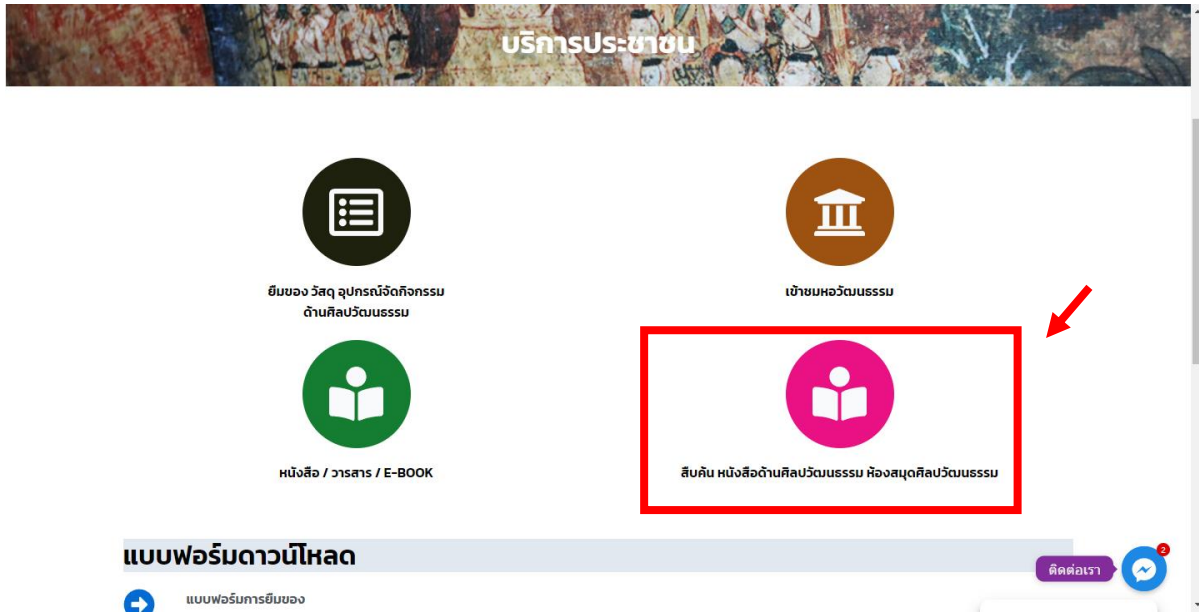 บริการประชาชน
ยืมของ วัสดุ อุปกรณ์จัดกิจกรรม
ด้านศิลปวัฒนธรรม
เข้าชมหอวัฒนธรรม
หนังสือ / วารสาร / E-BOOK
สืบค้น หนังสือด้านศิลปวัฒนธรรม ห้องสมุดศิลปวัฒนธรรม
แบบฟอร์มดาวน์โหลด
แบบฟอร์มการยืมของ
ติดต่อเรา
2